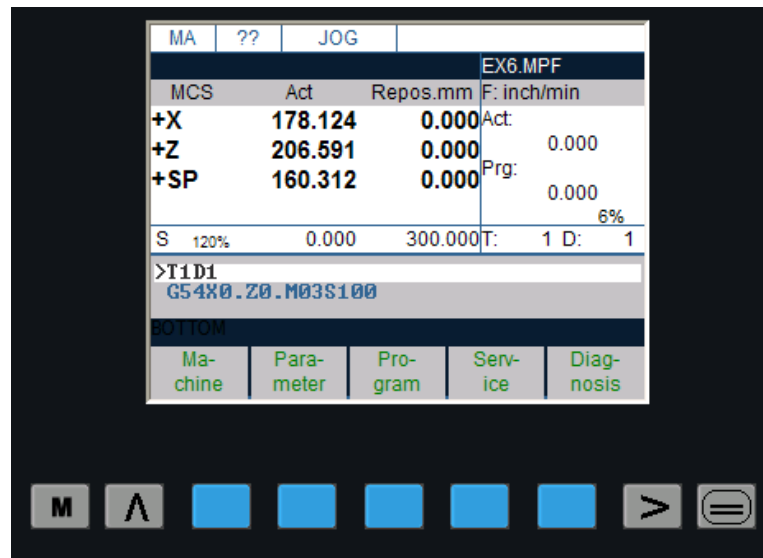 MA ?? JOG
EX6.MPF
MCS Act Repos.mm F: inch/min
+X 178.124 0.000 Act:
0.000
+Z 206.591 0.000
Prg:
+SP 160.312 0.000
0.000
6%
S 120% 0.000 300.000 T: 1 D: 1
>T1D1
G54X0.Z0.M03S100
BOTTOM
Ma- Para- Pro- Serv- Diag-
chine meter gram ice nosis
M Λ > =